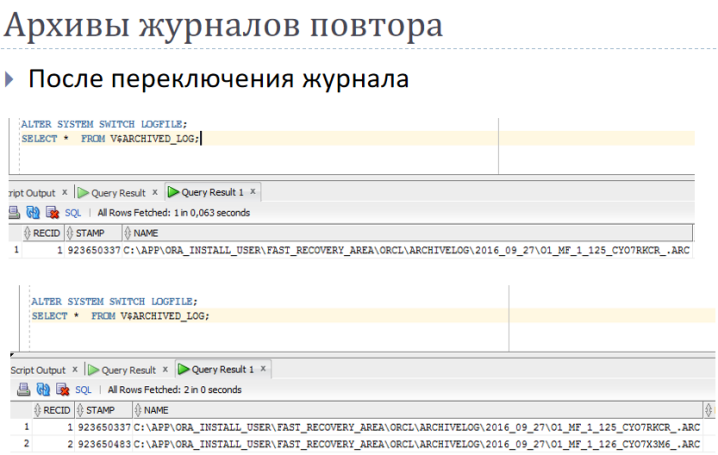 Архивы журналов повтора
После переключения журнала
ALTER SYSTEM SWITCH LOGFILE;
SELECT * FROM V$ARCHIVED_LOG;
ript Output x Query Result x Query Result 1 x
SQL | All Rows Fetched: 1 in 0,063 seconds
RECID STAMP NAME
1 1 923650337 C:\APP\ORA_INSTALL_USER\FAST_RECOVERY_AREA\ORCL\ARCHIVELOG\2016_09_27\O1_MF_1_125_CYO7RKCR_.ARC
ALTER SYSTEM SWITCH LOGFILE;
SELECT * FROM V$ARCHIVED_LOG;
Script Output x Query Result x Query Result 1 x
SQL | All Rows Fetched: 2 in 0 seconds
RECID STAMP NAME
1 1 923650337 C:\APP\ORA_INSTALL_USER\FAST_RECOVERY_AREA\ORCL\ARCHIVELOG\2016_09_27\O1_MF_1_125_CYO7RKCR_.ARC
2 2 923650483 C:\APP\ORA_INSTALL_USER\FAST_RECOVERY_AREA\ORCL\ARCHIVELOG\2016_09_27\O1_MF_1_126_CYO7X3M6_.ARC